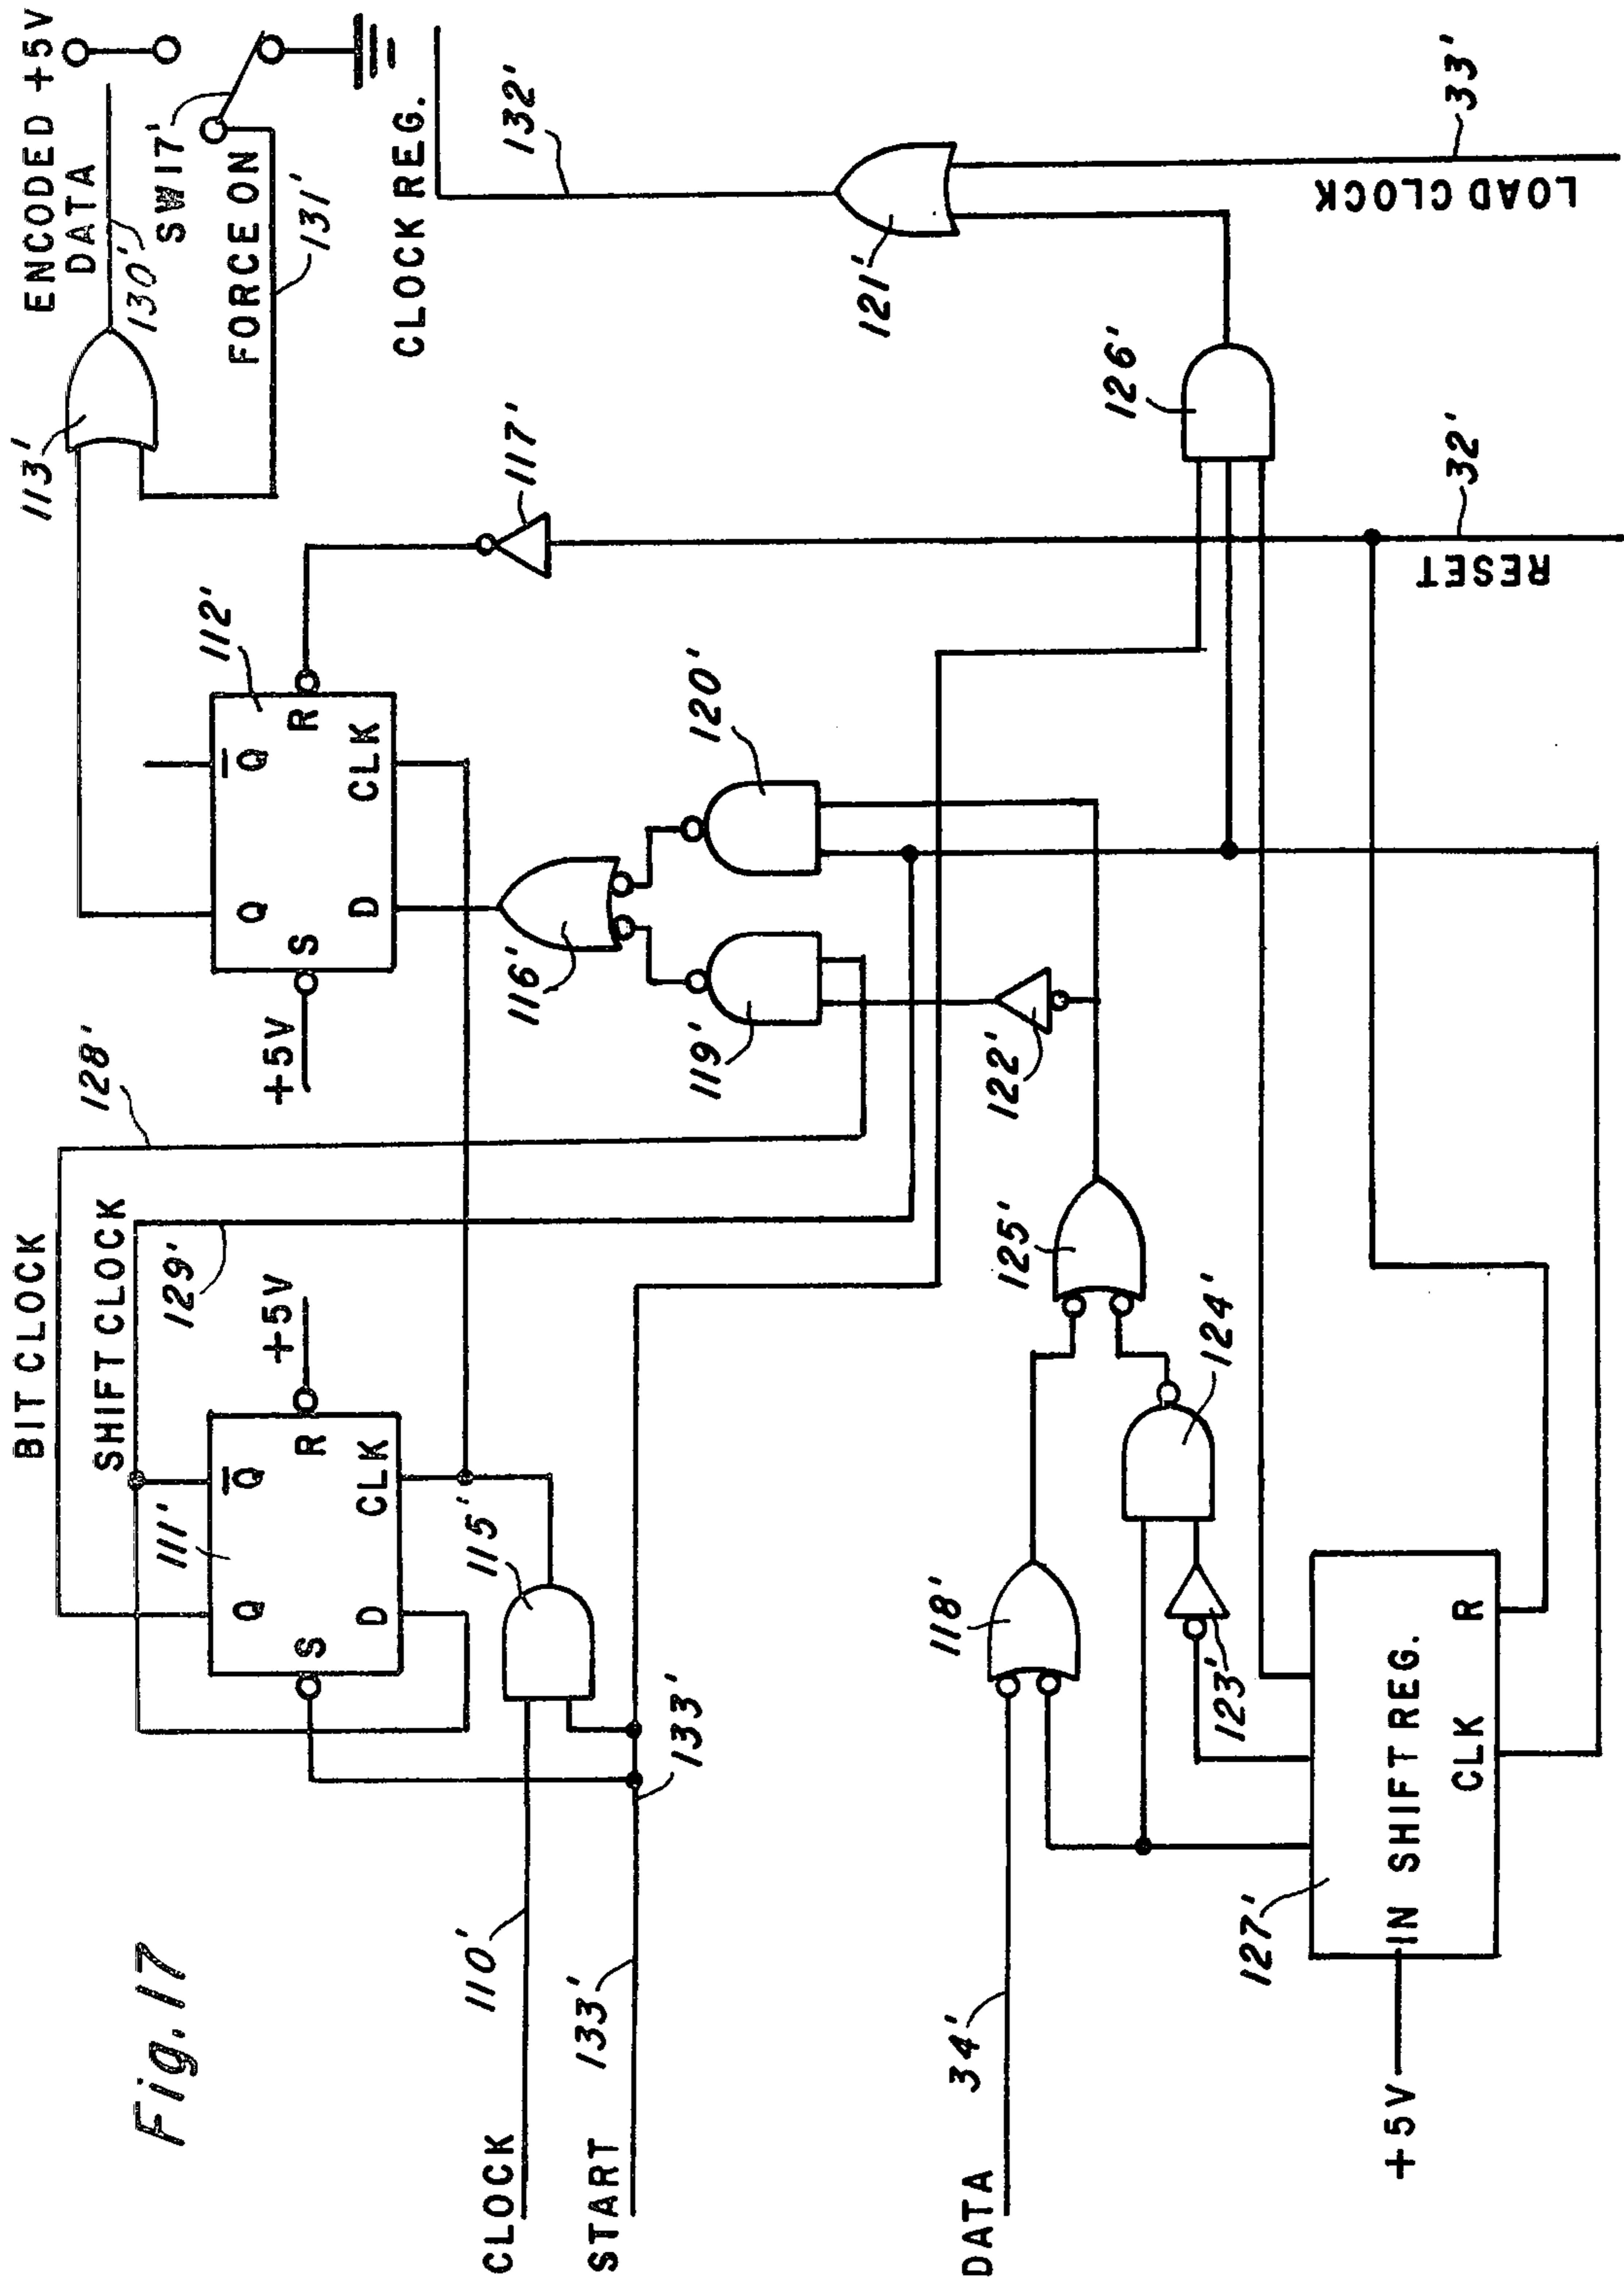 Fig. 17
BIT CLOCK
SHIFT CLOCK
129'
128'
ENCODED +5V
DATA
130'
SW17'
FORCE ON
131'
113'
CLOCK REG.
132'
111'
Q
Q
S
R
+5V
D
CLK
112'
Q
Q
S
+5V
R
D
CLK
117'
115'
CLOCK
110'
START 133'
133'
116'
119'
120'
121'
122'
126'
DATA
34'
118'
125'
124'
123'
127'
+5V
IN SHIFT REG.
CLK
R
RESET
32'
LOAD CLOCK
33'